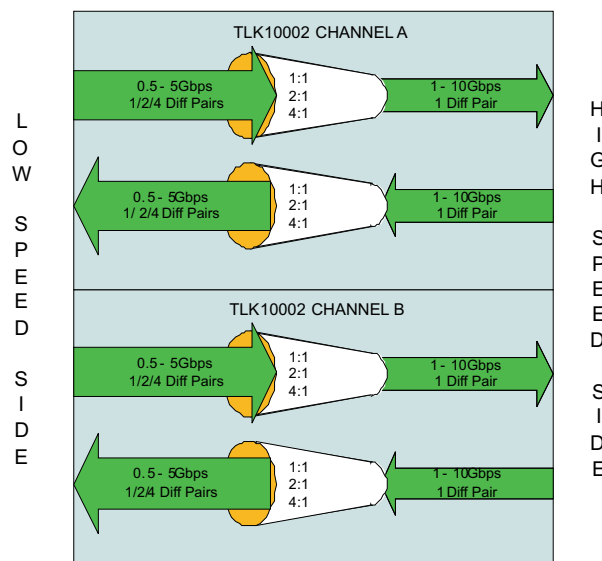 TLK10002 CHANNEL A
0.5 - 5Gbps
1/2/4 Diff Pairs
1:1
2:1
4:1
1 - 10Gbps
1 Diff Pair
0.5 - 5Gbps
1/ 2/4 Diff Pairs
1:1
2:1
4:1
1 - 10Gbps
1 Diff Pair
LOW SPEED SIDE
HIGH SPEED SIDE
TLK10002 CHANNEL B
0.5 - 5Gbps
1/2/4 Diff Pairs
1:1
2:1
4:1
1 - 10Gbps
1 Diff Pair
0.5 - 5Gbps
1/2/4 Diff Pairs
1:1
2:1
4:1
1 - 10Gbps
1 Diff Pair